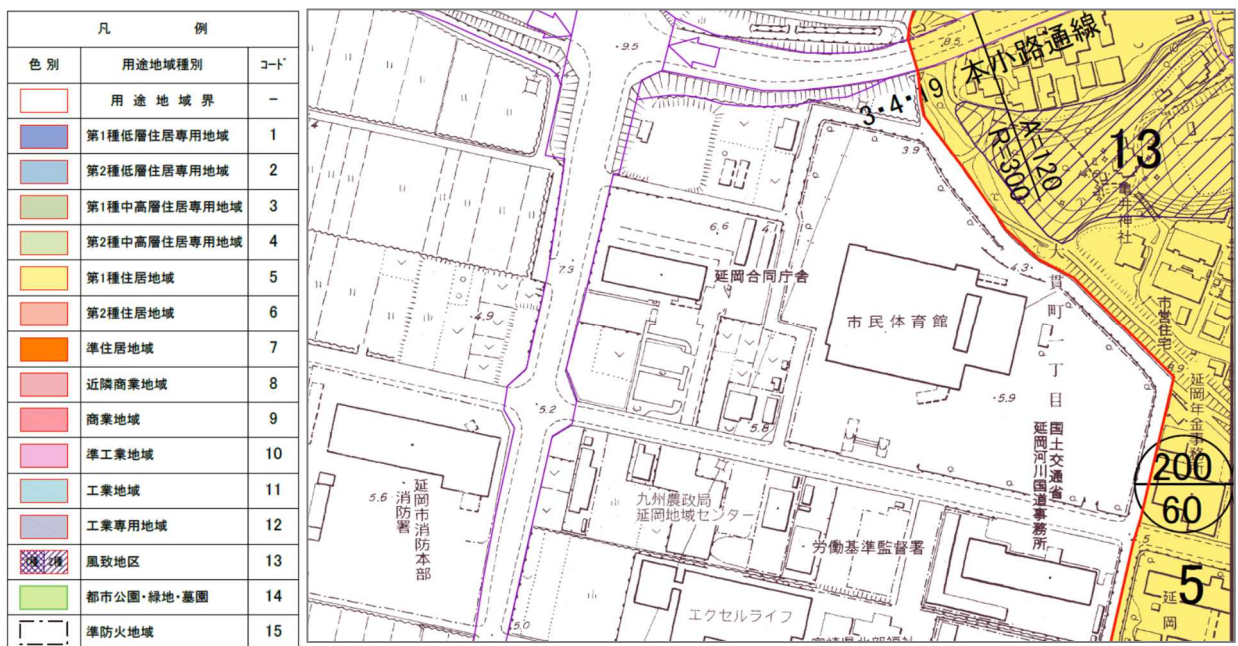 凡 例
色別 用途地域種別 ｺｰﾄﾞ
用途地域界 −
第1種低層住居専用地域 1
第2種低層住居専用地域 2
第1種中高層住居専用地域 3
第2種中高層住居専用地域 4
第1種住居地域 5
第2種住居地域 6
準住居地域 7
近隣商業地域 8
商業地域 9
準工業地域 10
工業地域 11
工業専用地域 12
1種 2種 風致地区 13
都市公園・緑地・墓園 14
準防火地域 15
9.5
8.5
3・4・19 本小路通線
A=120
R=300
13
3.9
4.6
亀井神社
6.6
4.1
7.3
延岡合同庁舎
4.3
大貫町一丁目
市民体育館
市営住宅
4.9
8.9
延岡年金事務所
5.2
5.8
5.9
国土交通省
延岡河川国道事務所
200
60
5.6
延岡市消防本部
消防署
九州農政局
延岡地域センター
労働基準監督署
エクセルライフ
5
延岡
5.0